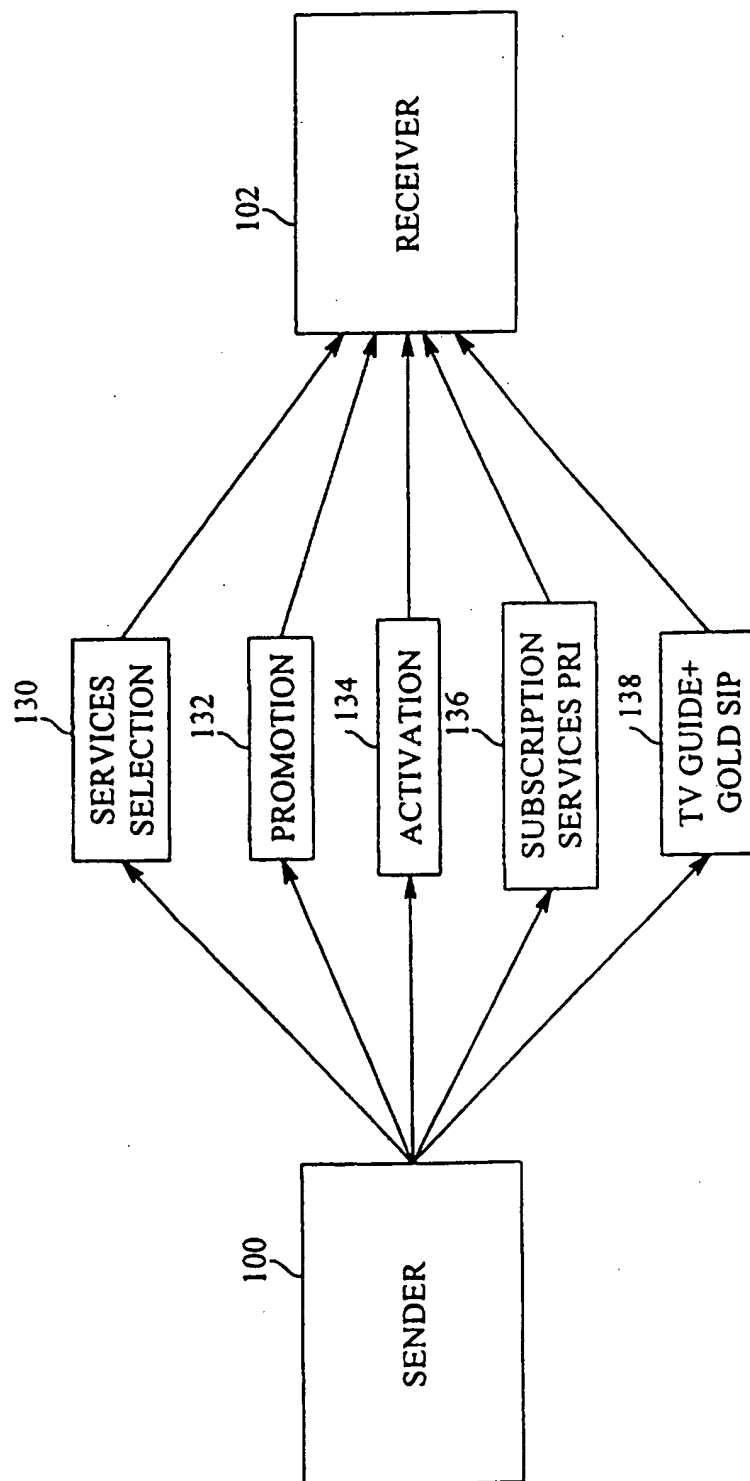 100
SENDER
130
SERVICES
SELECTION
132
PROMOTION
134
ACTIVATION
136
SUBSCRIPTION
SERVICES PRI
138
TV GUIDE+
GOLD SIP
102
RECEIVER